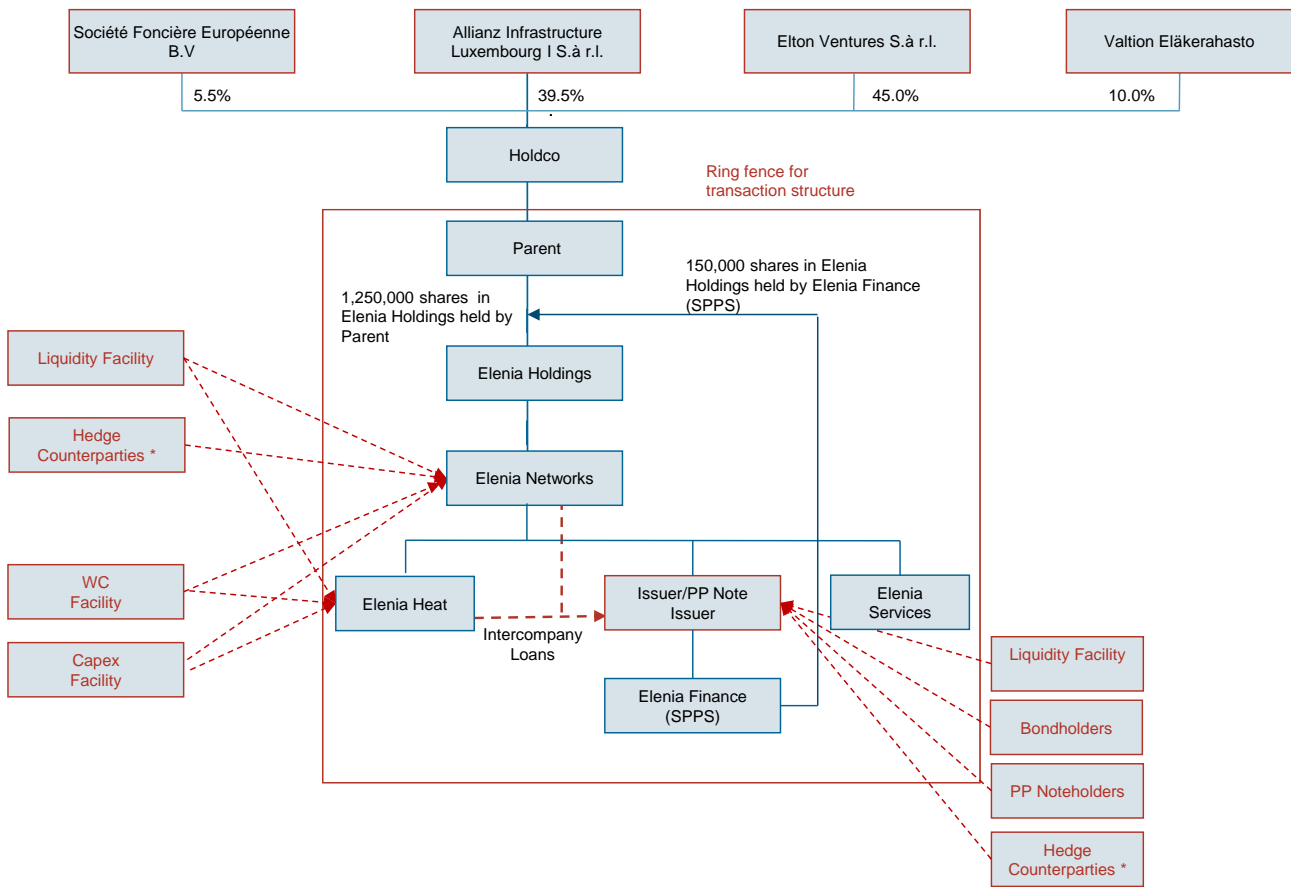 Société Foncière Européenne
B.V
Allianz Infrastructure
Luxembourg I S.à r.l.
Elton Ventures S.à r.l.
Valtion Eläkerahasto
5.5%
39.5%
45.0%
10.0%
.
Holdco
Ring fence for
transaction structure
Parent
150,000 shares in Elenia
Holdings held by Elenia Finance
(SPPS)
1,250,000 shares in
Elenia Holdings held by
Parent
Liquidity Facility
Elenia Holdings
Hedge
Counterparties *
Elenia Networks
WC
Facility
Elenia Heat
Issuer/PP Note
Issuer
Elenia
Services
Intercompany
Loans
Capex
Facility
Liquidity Facility
Elenia Finance
(SPPS)
Bondholders
PP Noteholders
Hedge
Counterparties *